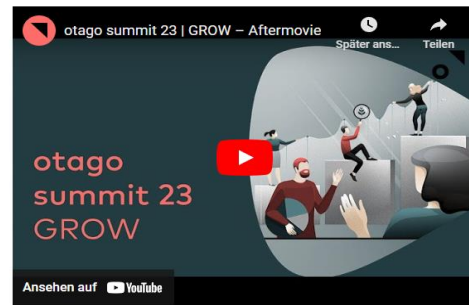 otago summit 23 | GROW – Aftermovie
Später ans...
Teilen
otago
summit 23
GROW
Ansehen auf YouTube